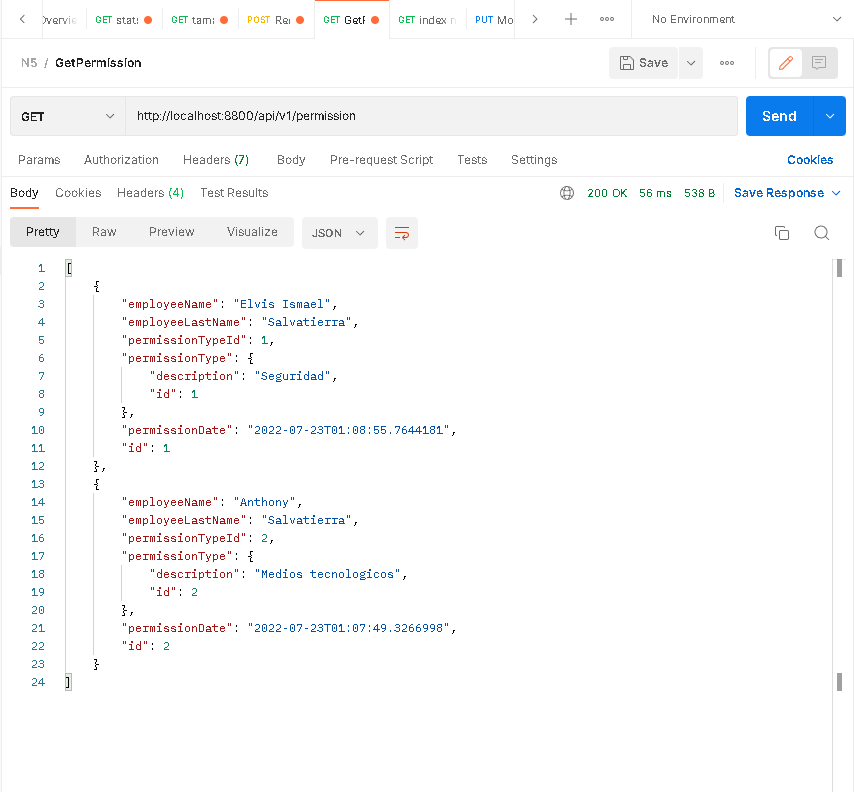 GET GET GET POST GET GET index PUT Mo No Environment
N5 / GetPermission Save
GET http://localhost:8800/api/v1/permission Send
Params Authorization Headers (7) Body Pre-request Script Tests Settings Cookies
Body Cookies Headers (4) Test Results 200 OK 56 ms 538 B Save Response
Pretty Raw Preview Visualize JSON
1 [
2 {
3 "employeeName": "Elvis Ismael",
4 "employeeLastName": "Salvatierra",
5 "permissionTypeId": 1,
6 "permissionType": {
7 "description": "Seguridad",
8 "id": 1
9 },
10 "permissionDate": "2022-07-23T01:08:55.7644181",
11 "id": 1
12 },
13 {
14 "employeeName": "Anthony",
15 "employeeLastName": "Salvatierra",
16 "permissionTypeId": 2,
17 "permissionType": {
18 "description": "Medios tecnologicos",
19 "id": 2
20 },
21 "permissionDate": "2022-07-23T01:07:49.3266998",
22 "id": 2
23 }
24 ]